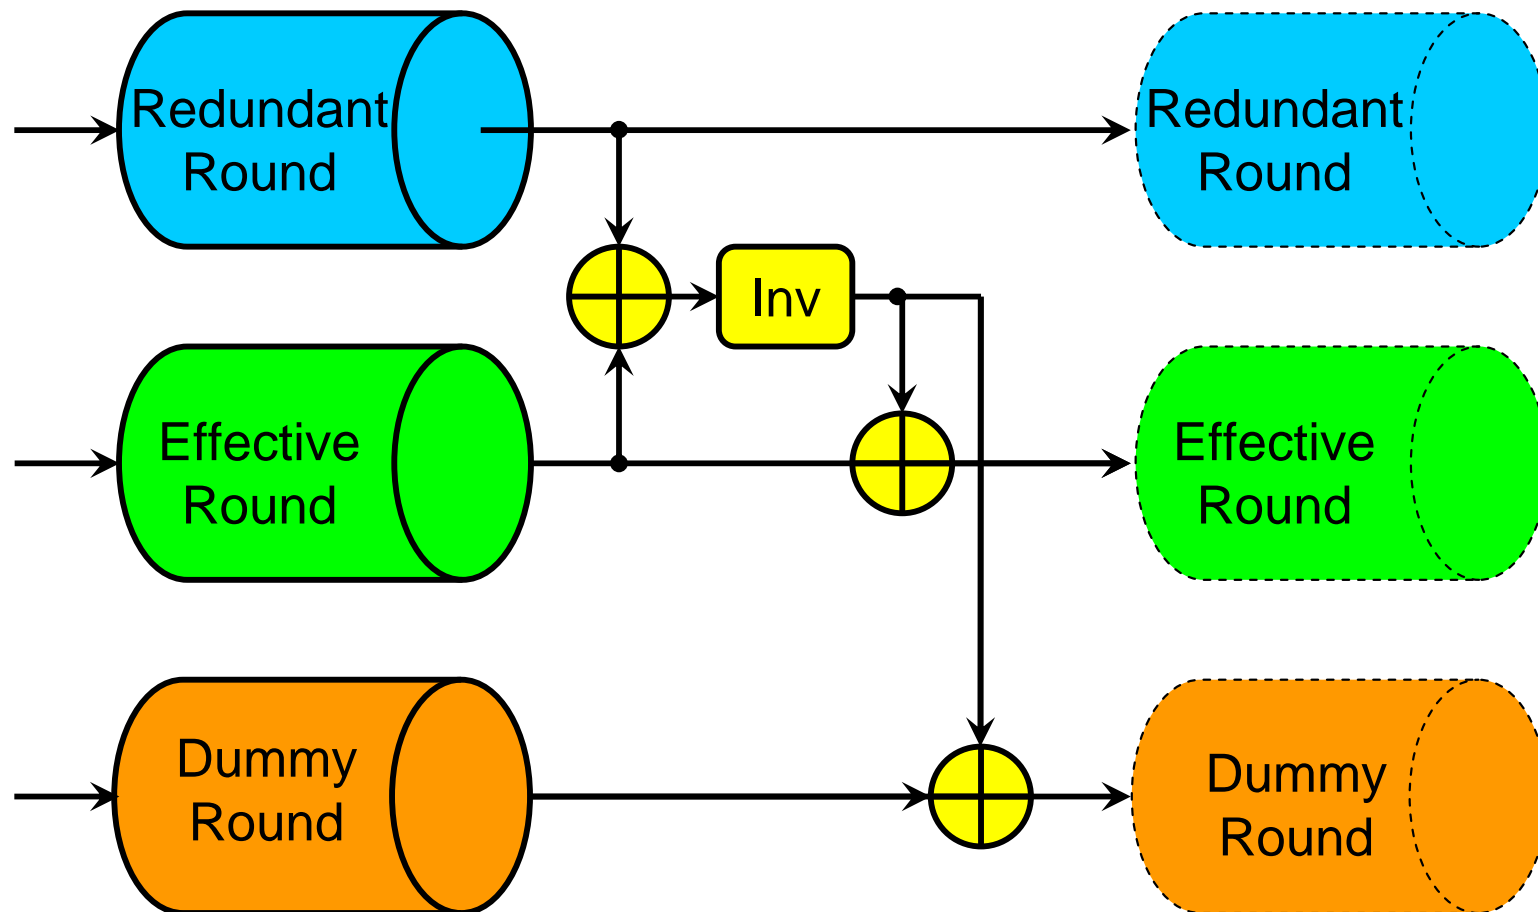 Redundant
Round
Redundant
Round
Inv
Effective
Round
Effective
Round
Dummy
Round
Dummy
Round